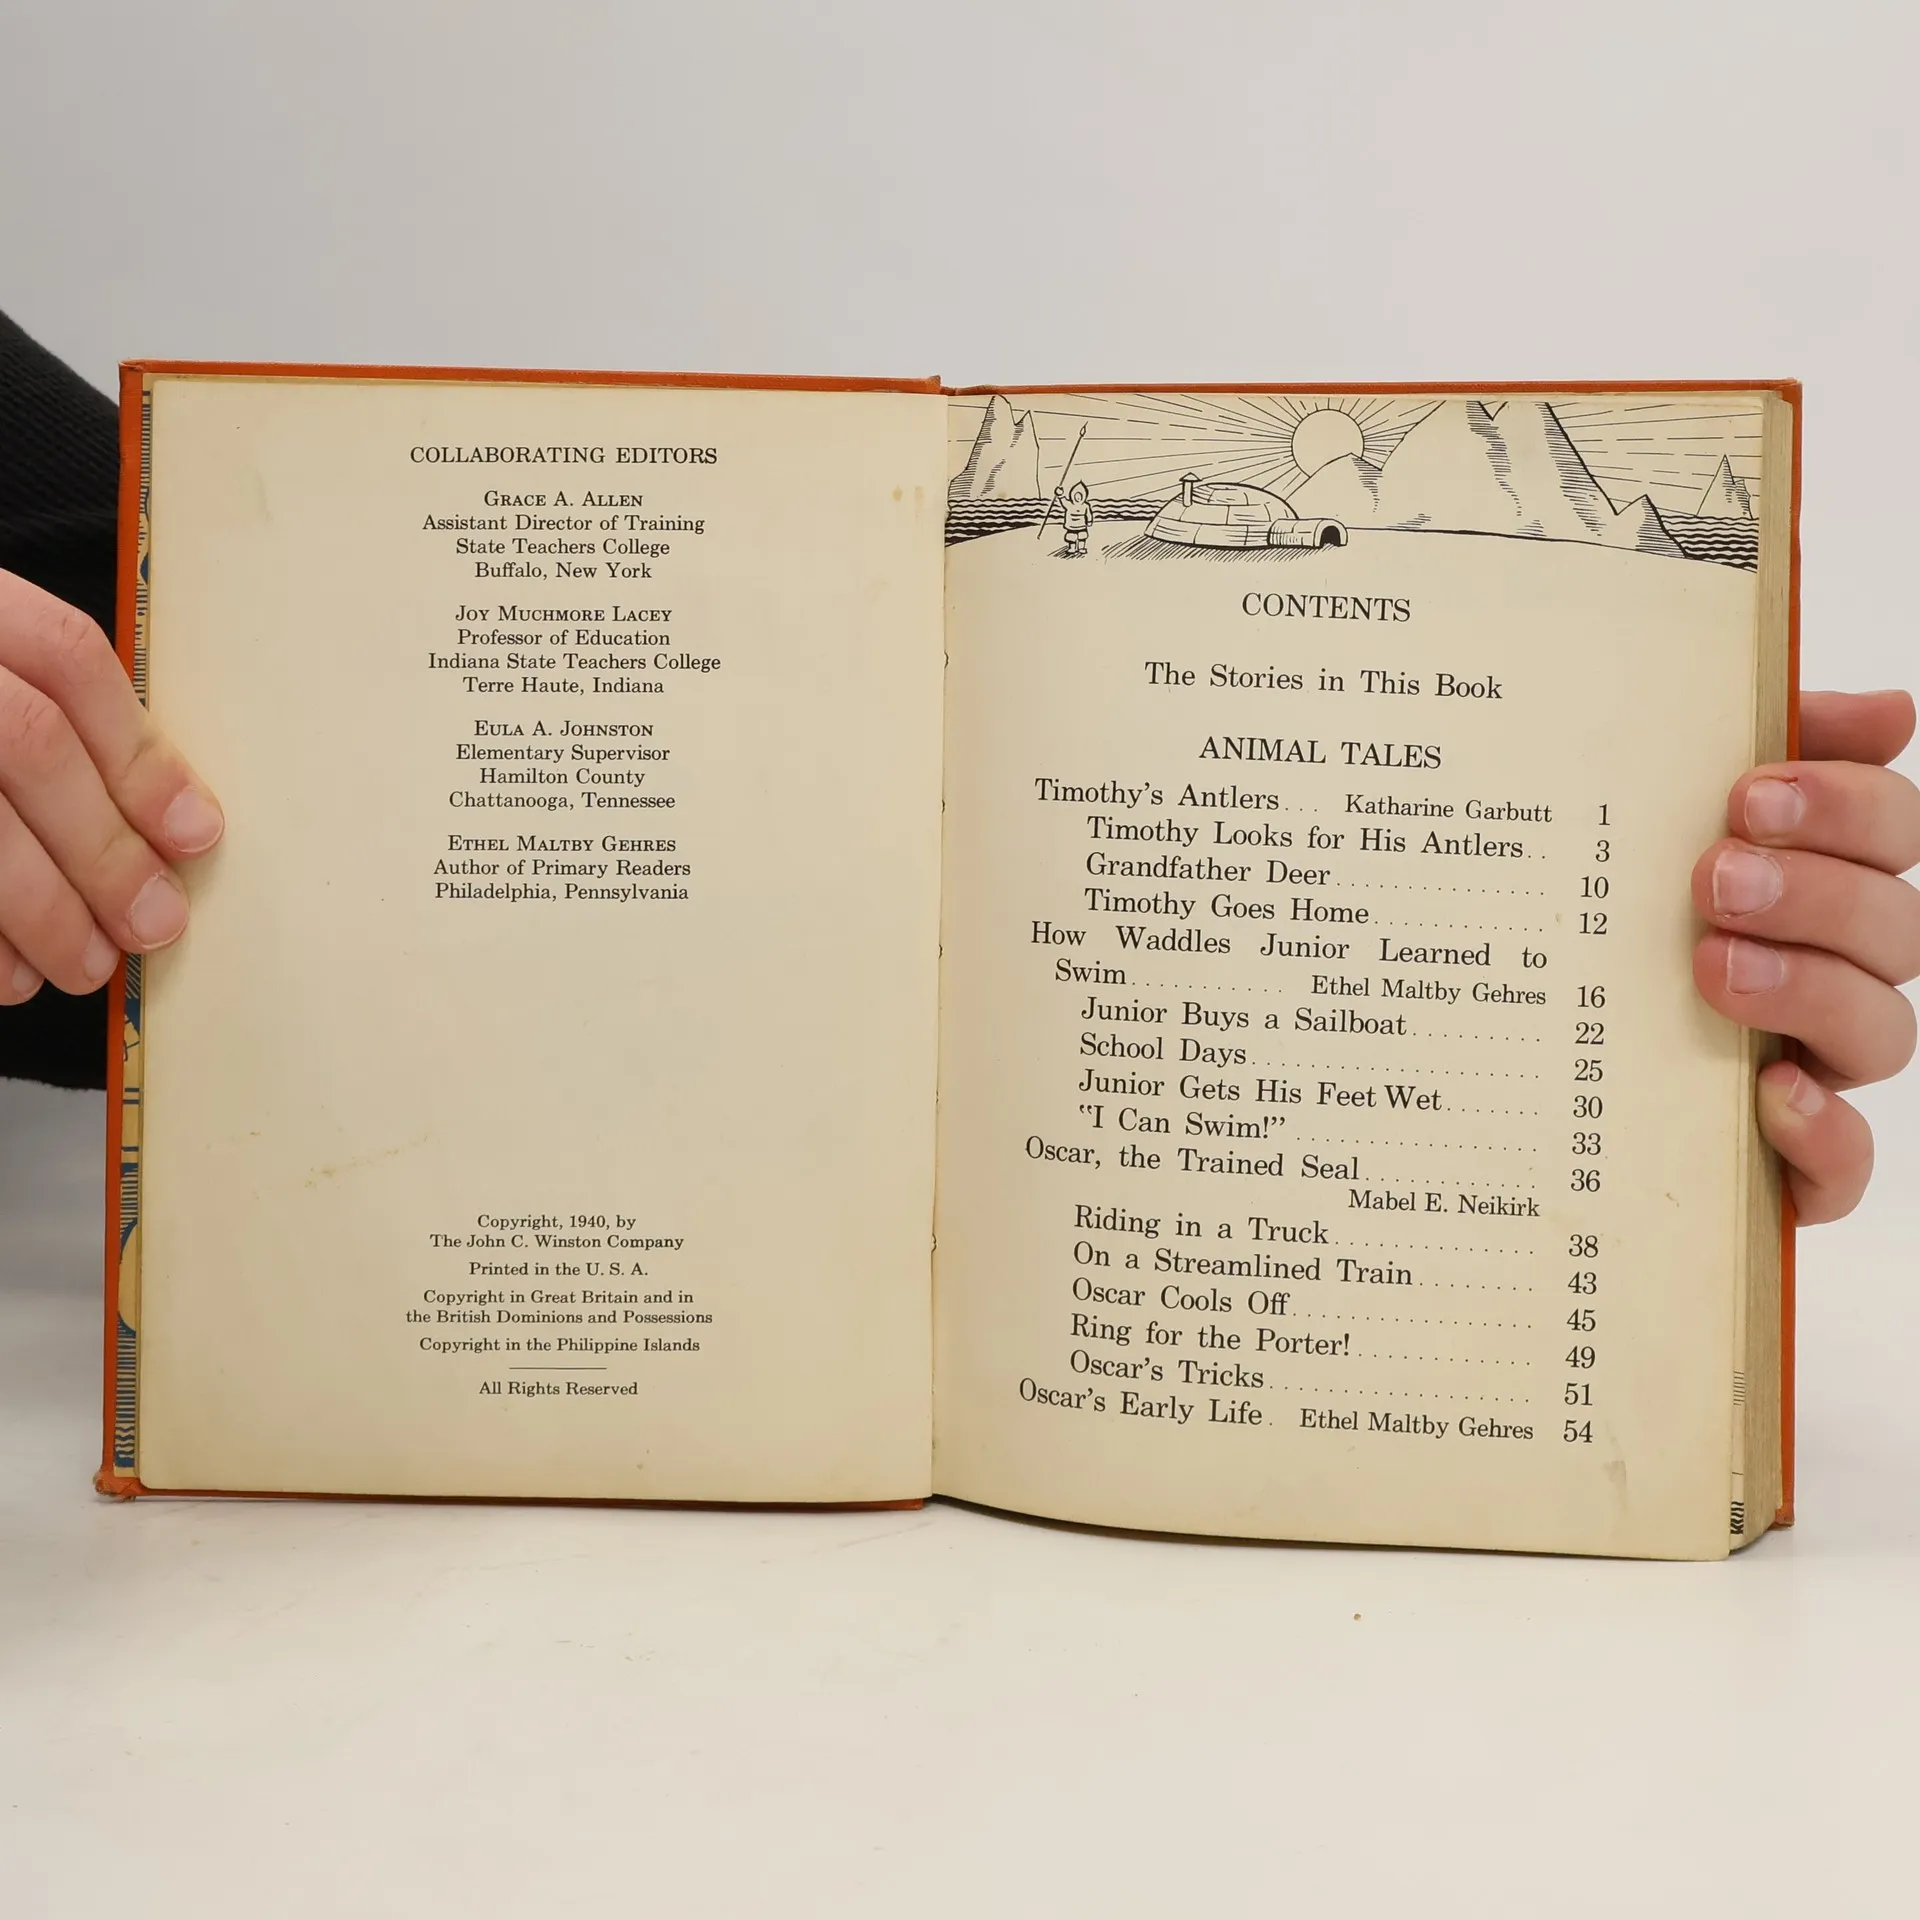 COLLABORATING EDITORS
GRACE A. ALLEN
Assistant Director of Training
State Teachers College
Buffalo, New York
JOY MUCHMORE LACEY
Professor of Education
Indiana State Teachers College
Terre Haute, Indiana
EULA A. JOHNSTON
Elementary Supervisor
Hamilton County
Chattanooga, Tennessee
ETHEL MALTBY GEHRES
Author of Primary Readers
Philadelphia, Pennsylvania
Copyright, 1940, by
The John C. Winston Company
Printed in the U. S. A.
Copyright in Great Britain and in
the British Dominions and Possessions
Copyright in the Philippine Islands
All Rights Reserved
CONTENTS
The Stories in This Book
ANIMAL TALES
Timothy's Antlers... Katharine Garbutt 1
Timothy Looks for His Antlers.. 3
Grandfather Deer............... 10
Timothy Goes Home............ 12
How Waddles Junior Learned to
Swim........... Ethel Maltby Gehres 16
Junior Buys a Sailboat......... 22
School Days.................... 25
Junior Gets His Feet Wet....... 30
"I Can Swim!"................. 33
Oscar, the Trained Seal............ 36
Mabel E. Neikirk
Riding in a Truck.............. 38
On a Streamlined Train........ 43
Oscar Cools Off................. 45
Ring for the Porter!............ 49
Oscar's Tricks.................. 51
Oscar's Early Life. Ethel Maltby Gehres 54